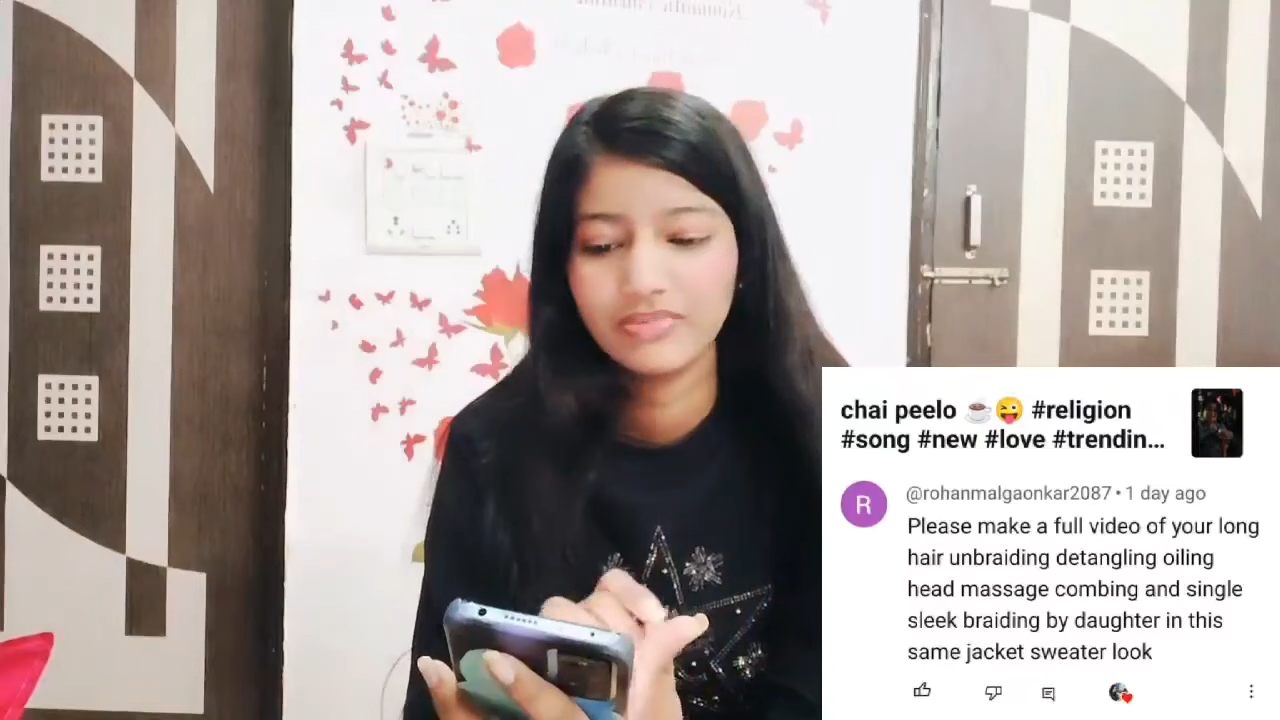 chai peelo ☕😜 #religion
#song #new #love #trendin...
R
@rohanmalgaonkar2087 • 1 day ago
Please make a full video of your long
hair unbraiding detangling oiling
head massage combing and single
sleek braiding by daughter in this
same jacket sweater look